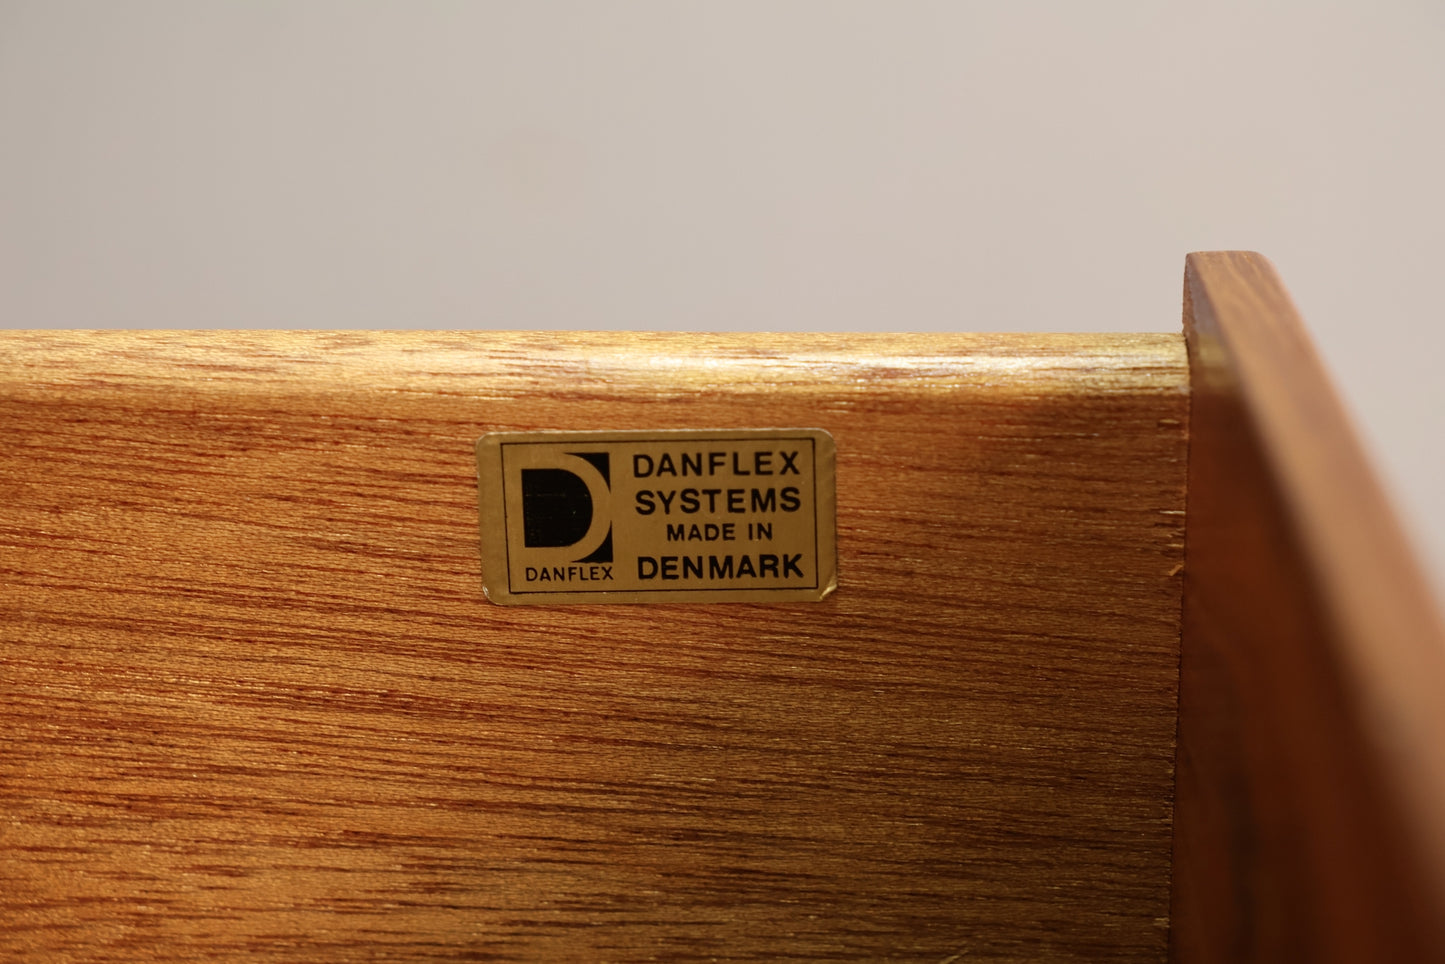 DANFLEX
SYSTEMS
MADE IN
DENMARK
DANFLEX